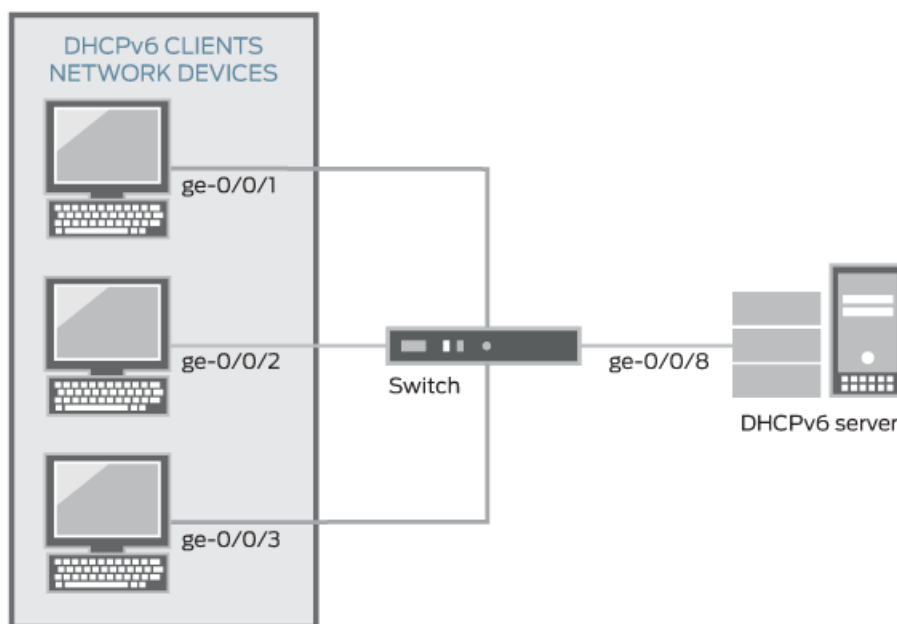 DHCPv6 CLIENTS
NETWORK DEVICES
ge-0/0/1
ge-0/0/2
ge-0/0/3
Switch
ge-0/0/8
DHCPv6 server